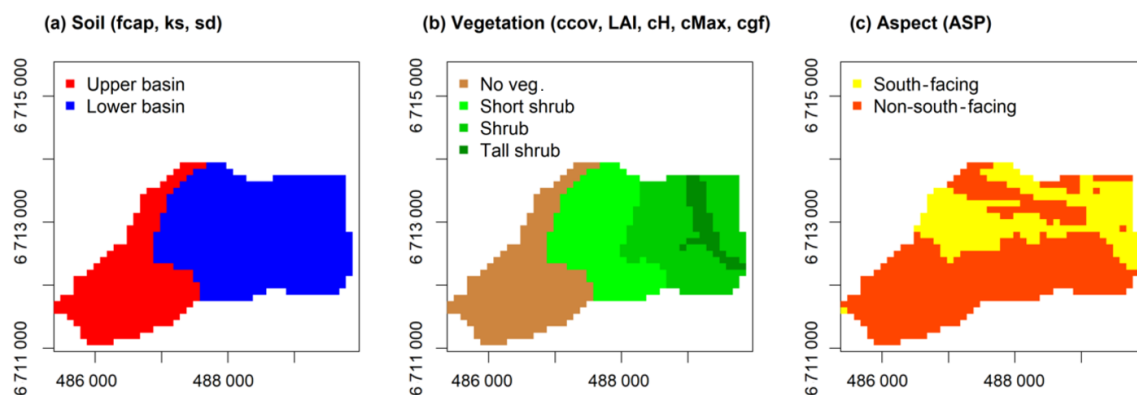 (a) Soil (fcap, ks, sd)
Upper basin
Lower basin
6 711 000
6 713 000
6 715 000
486 000
488 000
(b) Vegetation (ccov, LAI, cH, cMax, cgf)
No veg.
Short shrub
Shrub
Tall shrub
6 711 000
6 713 000
6 715 000
486 000
488 000
(c) Aspect (ASP)
South-facing
Non-south-facing
6 711 000
6 713 000
6 715 000
486 000
488 000